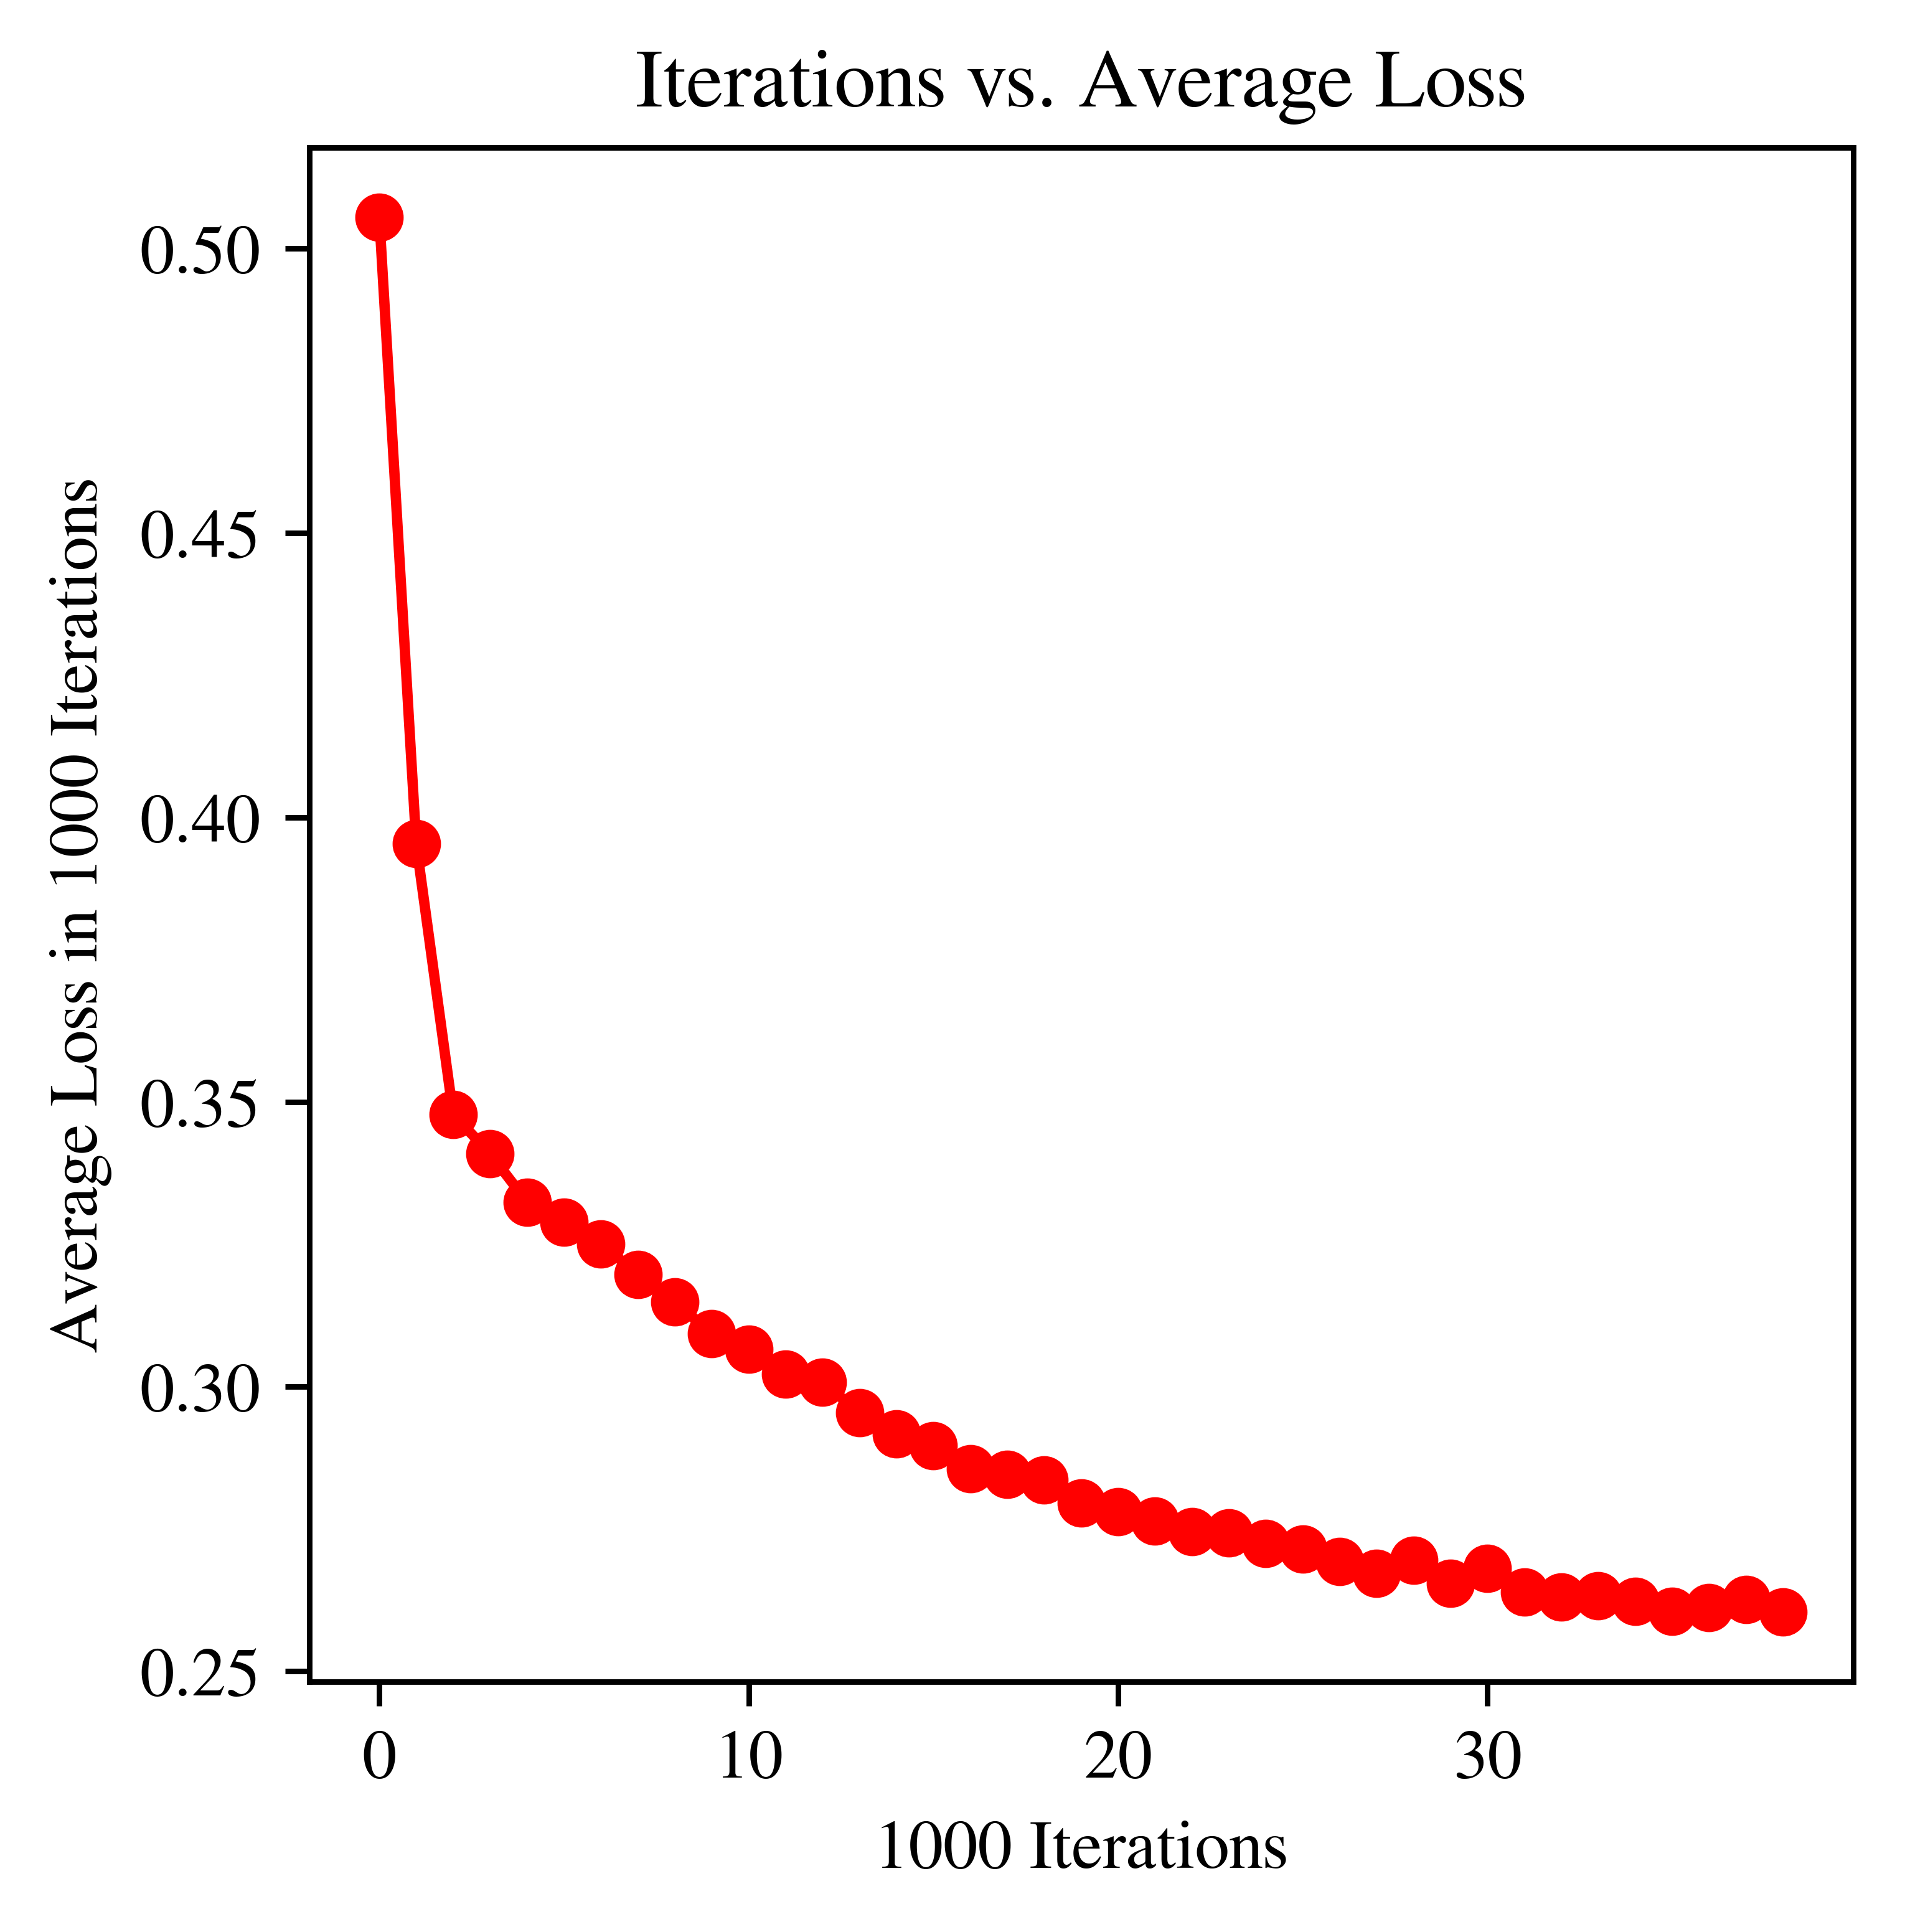 Iterations vs. Average Loss
Average Loss in 1000 Iterations
0.50
0.45
0.40
0.35
0.30
0.25
0 10 20 30
1000 Iterations